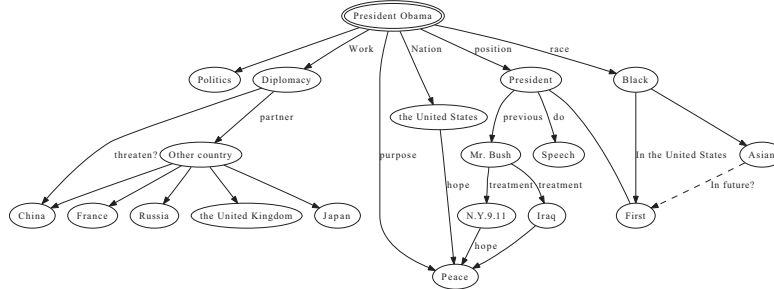 President Obama
Work
Nation
position
race
Politics
Diplomacy
President
Black
partner
the United States
previous
do
threaten?
Other country
purpose
Mr. Bush
Speech
In the United States
Asian
hope
treatment
treatment
In future?
China
France
Russia
the United Kingdom
Japan
N.Y.9.11
Iraq
First
hope
Peace